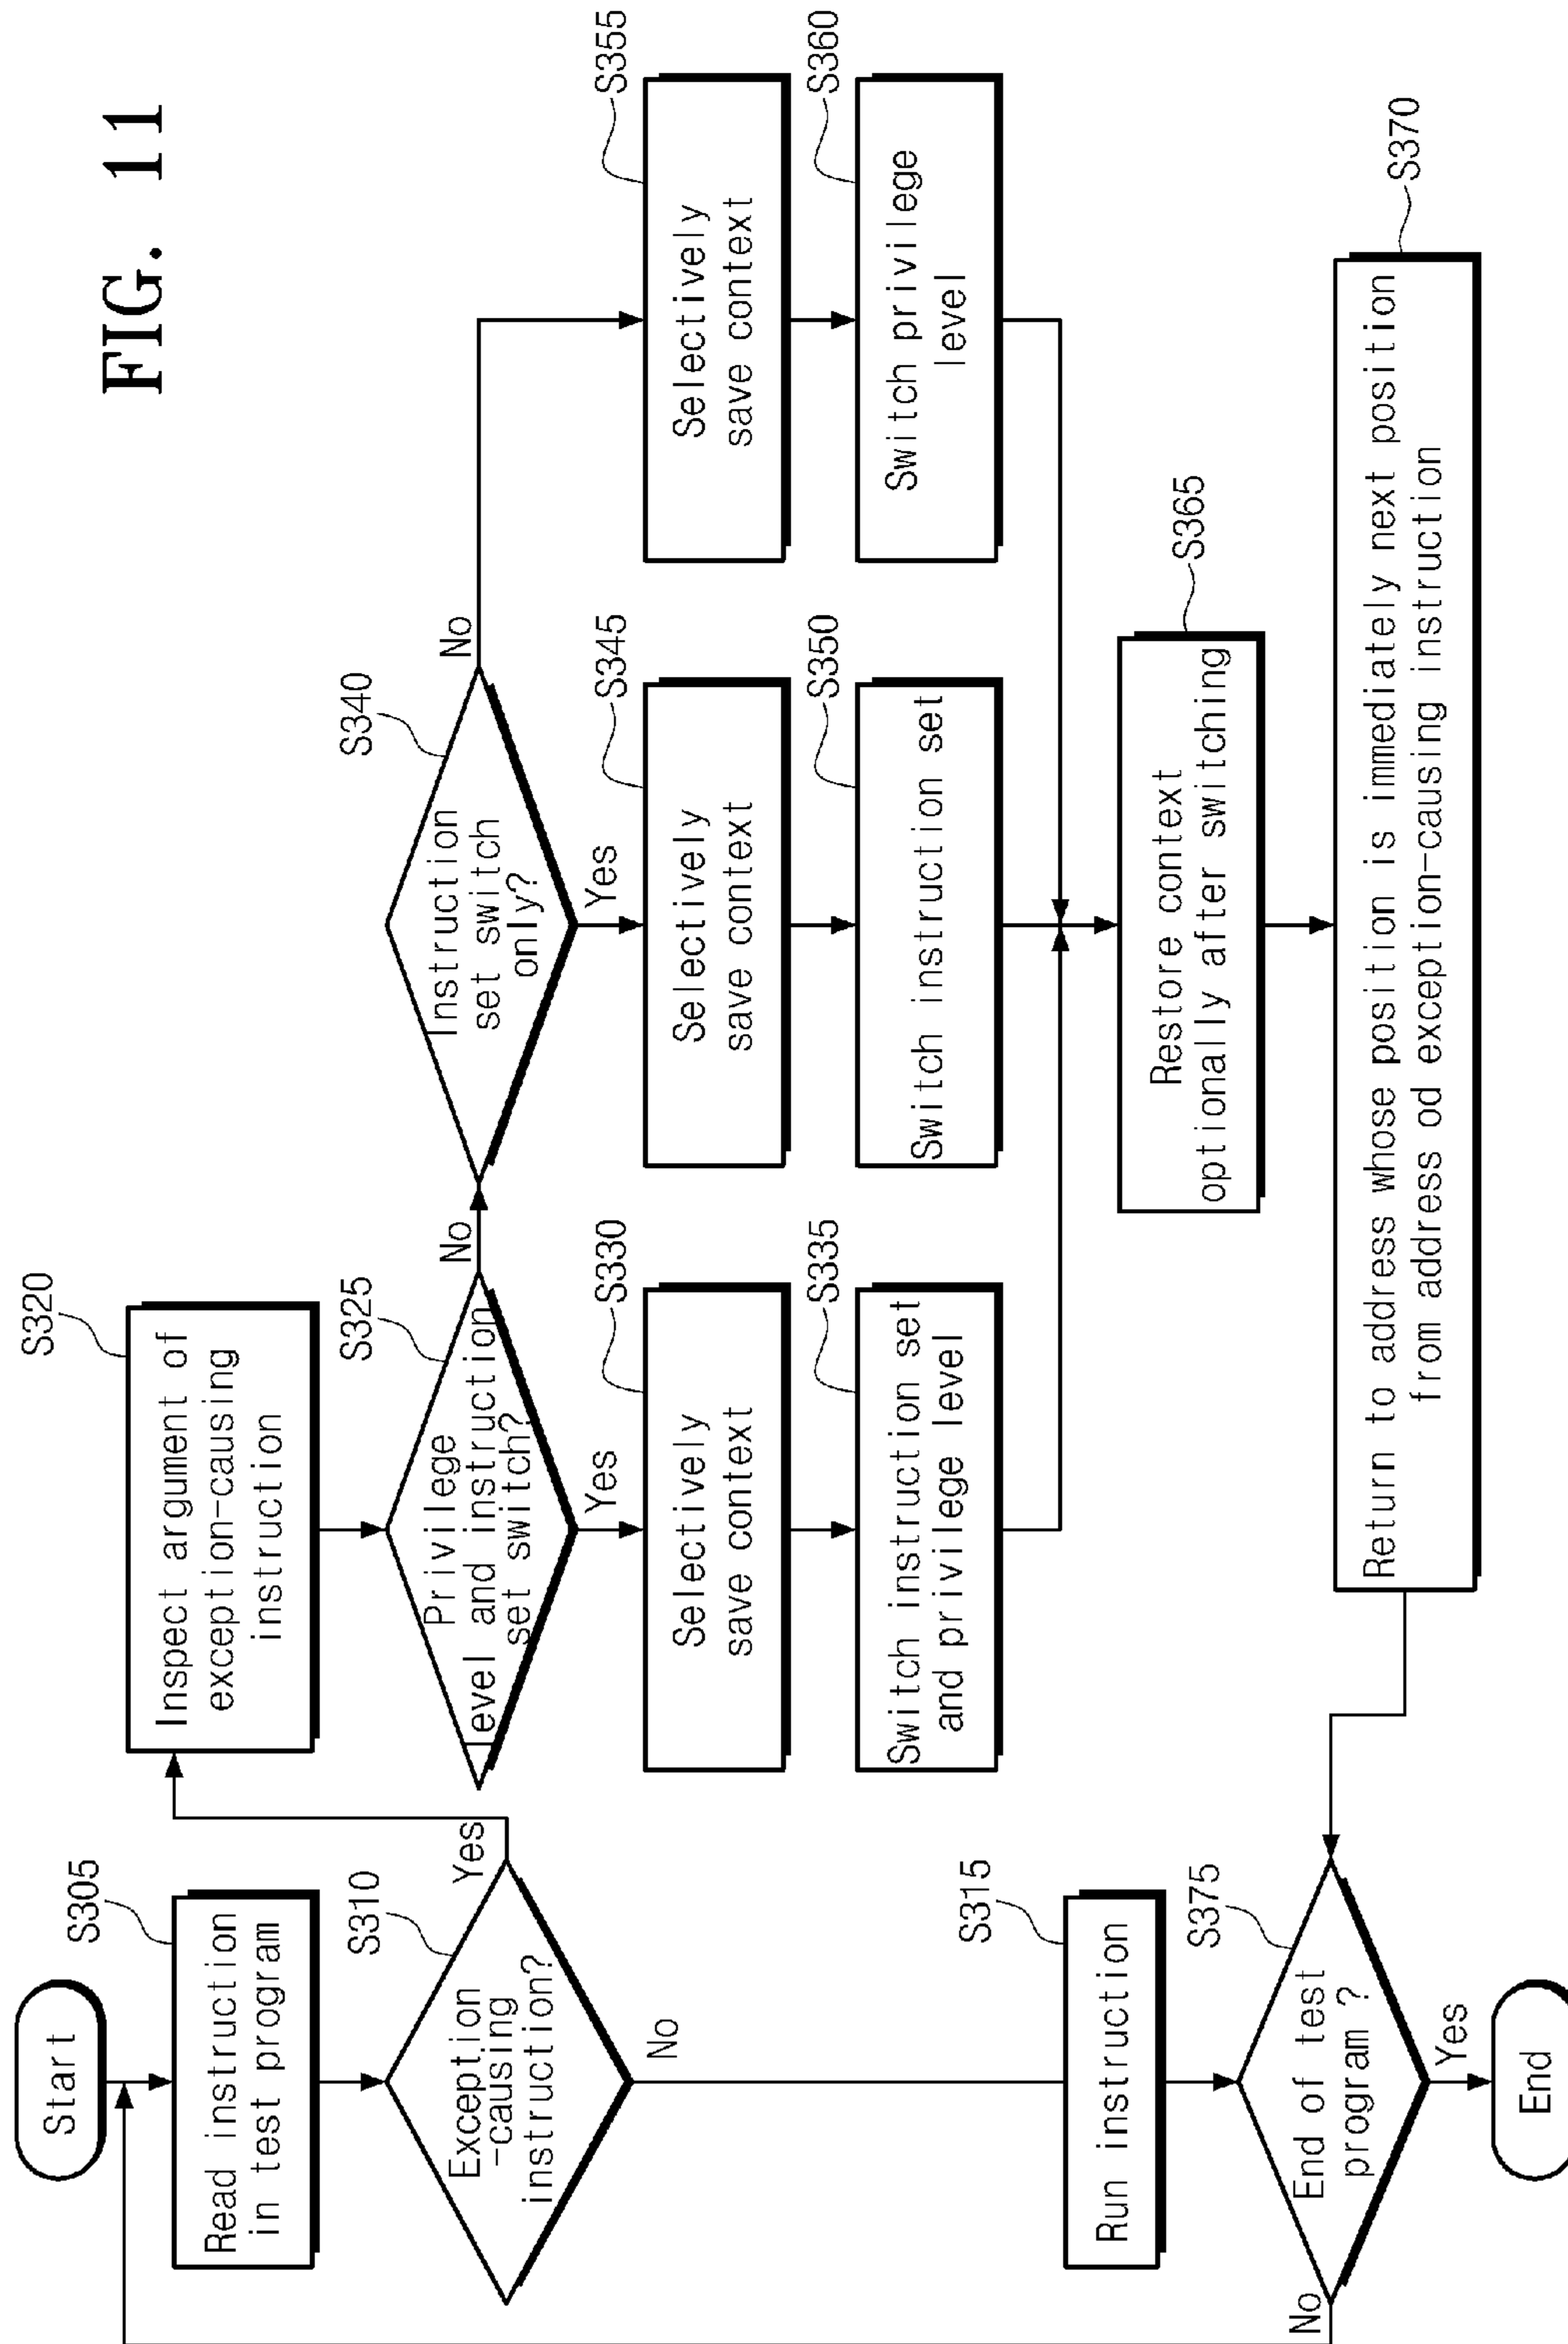 FIG. 11
Start
S305
Read instruction
in test program
S310
Exception
-causing
instruction?
Yes
No
S315
Run instruction
S375
End of test
program ?
No
Yes
End
S320
Inspect argument of
exception-causing
instruction
S325
Privilege
level and instruction
set switch?
No
Yes
S330
Selectively
save context
S335
Switch instruction set
and privilege level
S340
Instruction
set switch
only?
No
Yes
S345
Selectively
save context
S350
Switch instruction set
S355
Selectively
save context
S360
Switch privilege
level
S365
Restore context
optionally after switching
S370
Return to address whose position is immediately next position
from address od exception-causing instruction